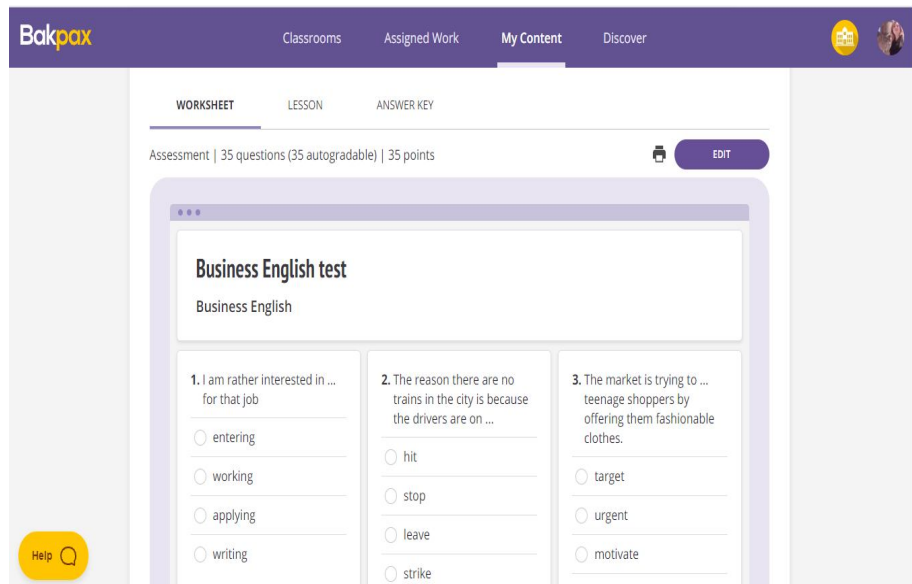 Bakpax
Classrooms
Assigned Work
My Content
Discover
WORKSHEET
LESSON
ANSWER KEY
Assessment | 35 questions (35 autogradable) | 35 points
EDIT
Business English test
Business English
1. I am rather interested in ...
for that job
entering
working
applying
writing
2. The reason there are no
trains in the city is because
the drivers are on ...
hit
stop
leave
strike
3. The market is trying to ...
teenage shoppers by
offering them fashionable
clothes.
target
urgent
motivate
Help